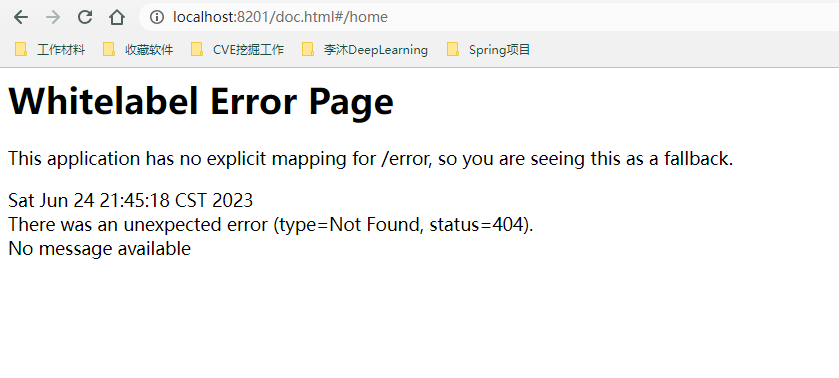 localhost:8201/doc.html#/home
工作材料 收藏软件 CVE挖掘工作 李沐DeepLearning Spring项目
Whitelabel Error Page
This application has no explicit mapping for /error, so you are seeing this as a fallback.
Sat Jun 24 21:45:18 CST 2023
There was an unexpected error (type=Not Found, status=404).
No message available